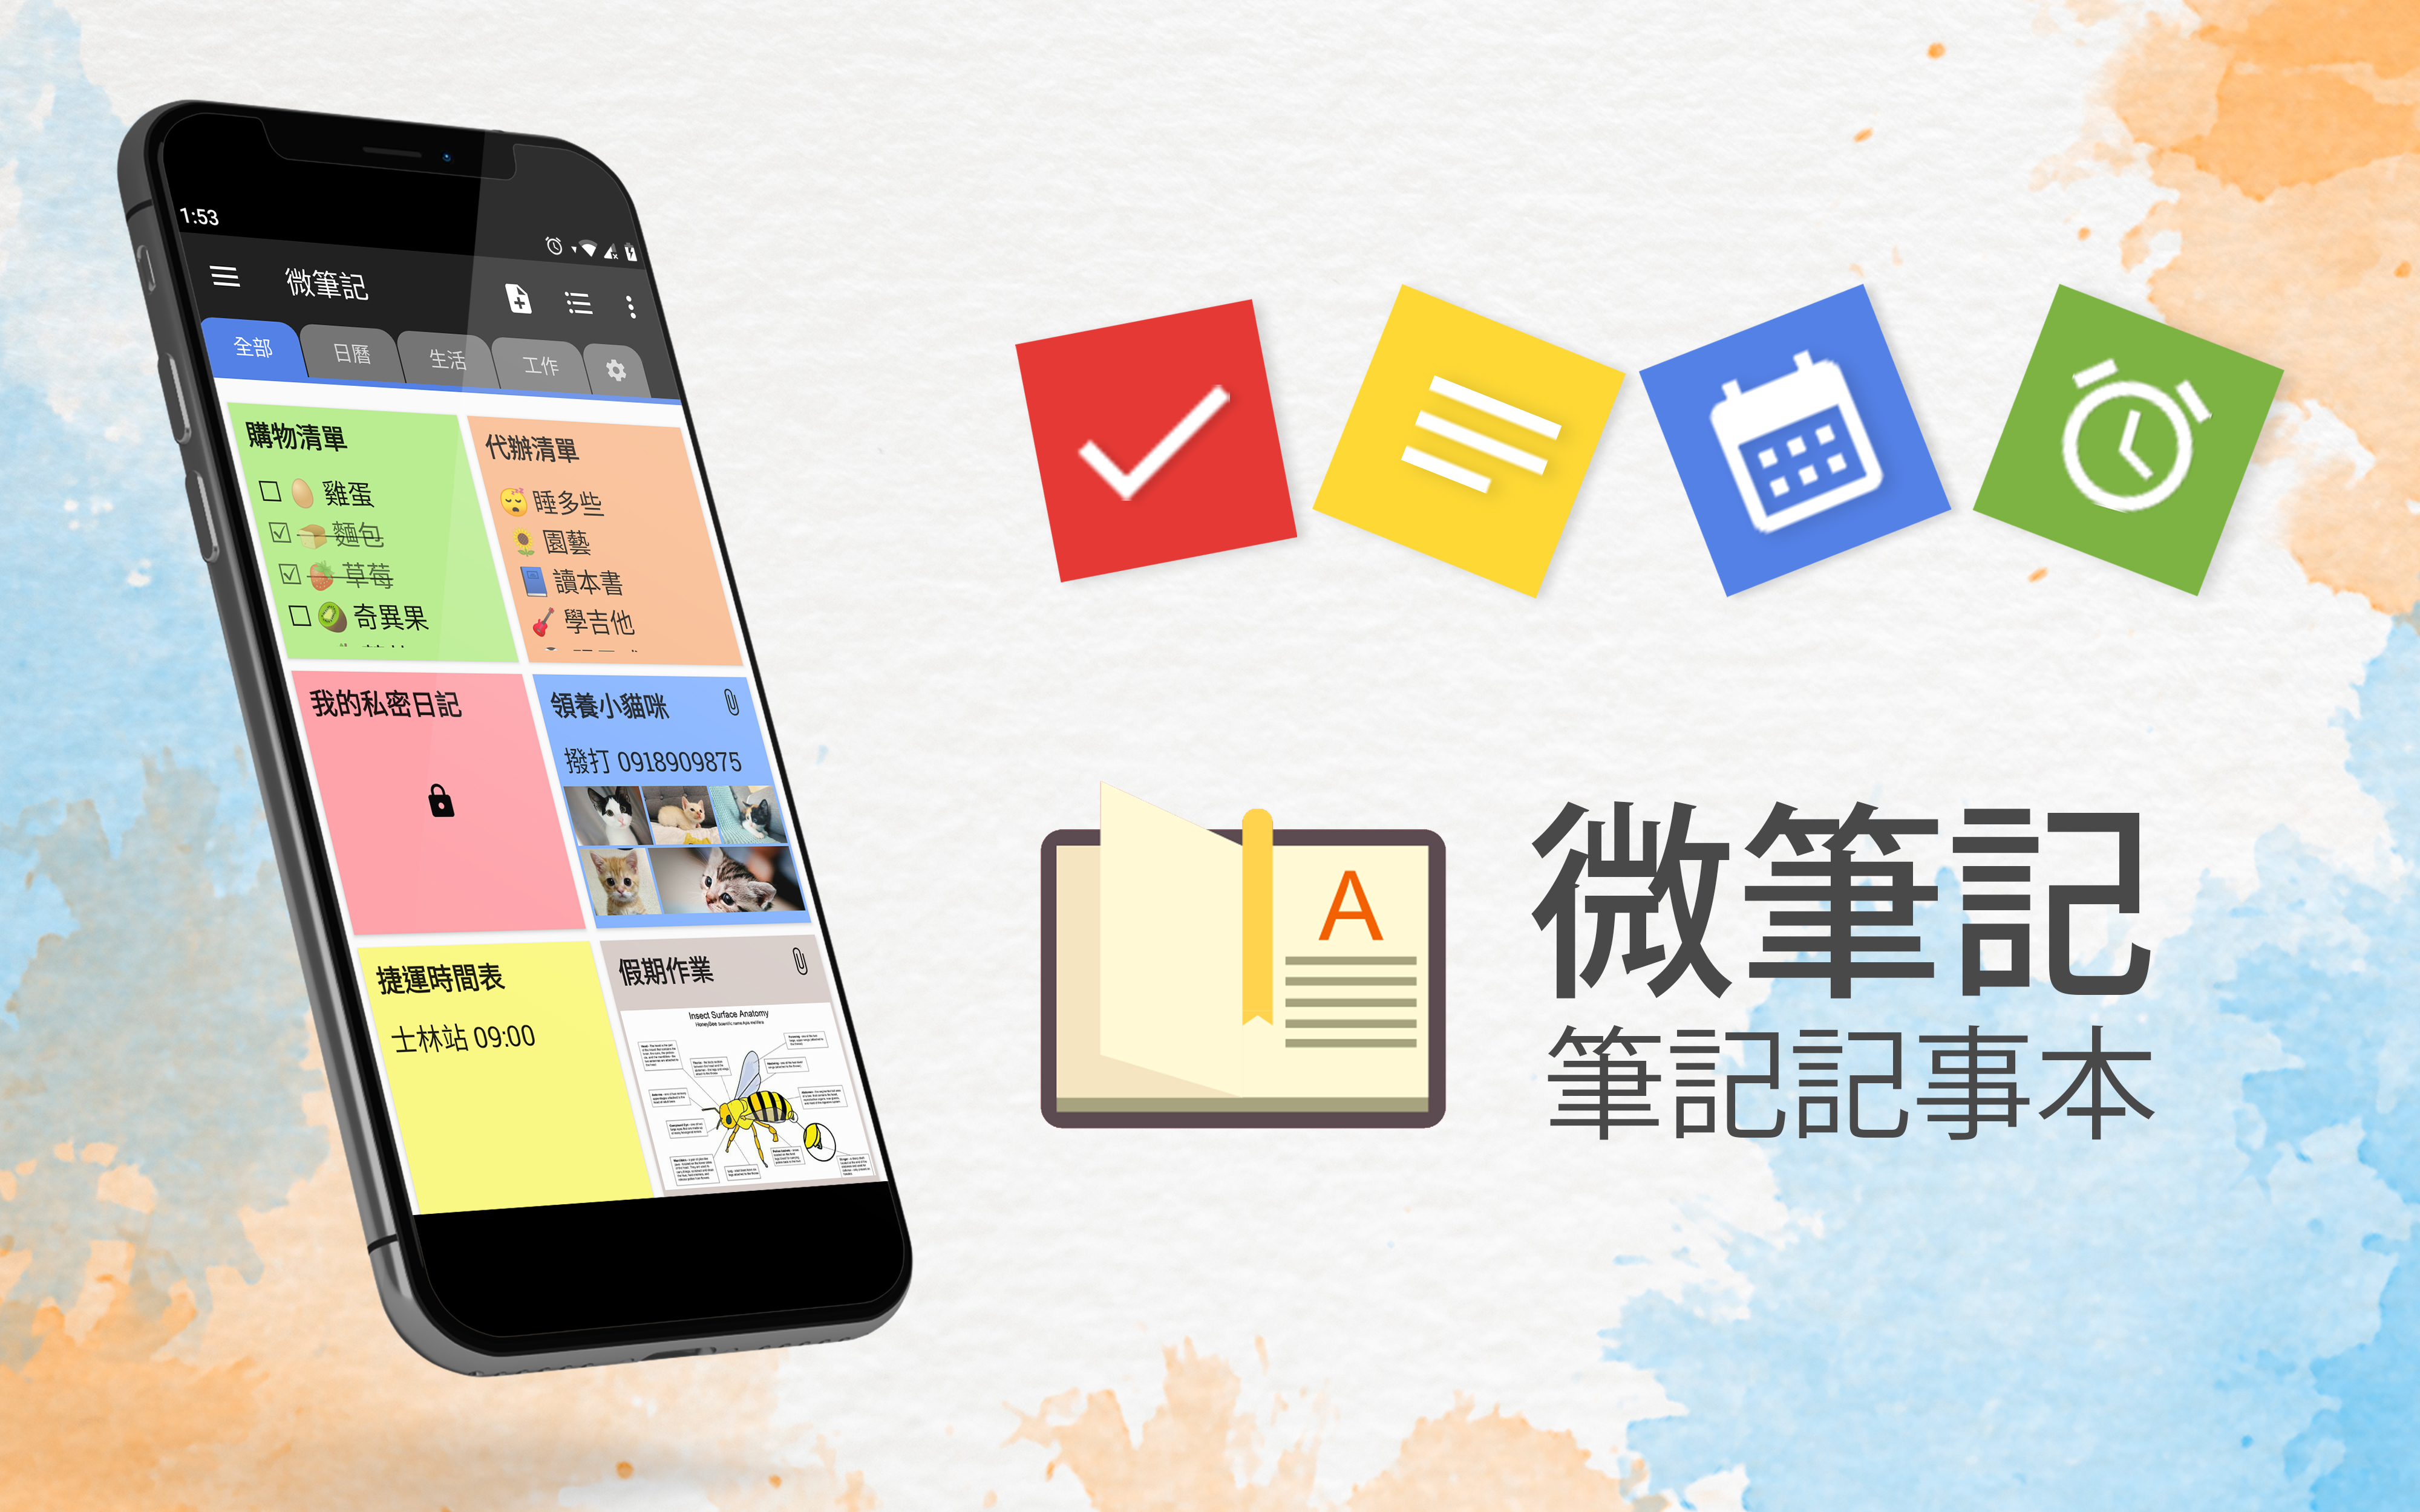 1:53
微筆記
全部
日曆
生活
工作
購物清單
雞蛋
麵包
草莓
奇異果
代辦清單
睡多些
園藝
讀本書
學吉他
我的私密日記
領養小貓咪
撥打 0918909875
捷運時間表
士林站 09:00
假期作業
Insect Surface Anatomy
A
微筆記
筆記記事本